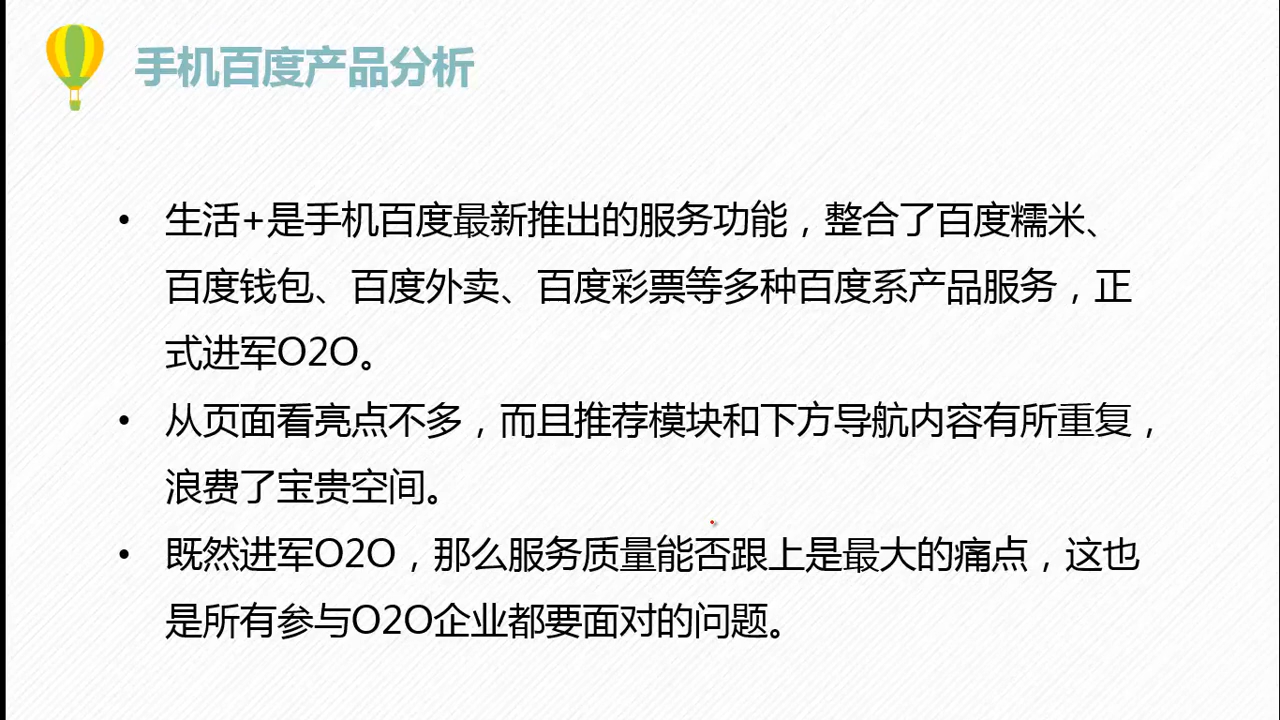 手机百度产品分析
• 生活+是手机百度最新推出的服务功能，整合了百度糯米、
百度钱包、百度外卖、百度彩票等多种百度系产品服务，正
式进军O2O。
• 从页面看亮点不多，而且推荐模块和下方导航内容有所重复，
浪费了宝贵空间。
• 既然进军O2O，那么服务质量能否跟上是最大的痛点，这也
是所有参与O2O企业都要面对的问题。